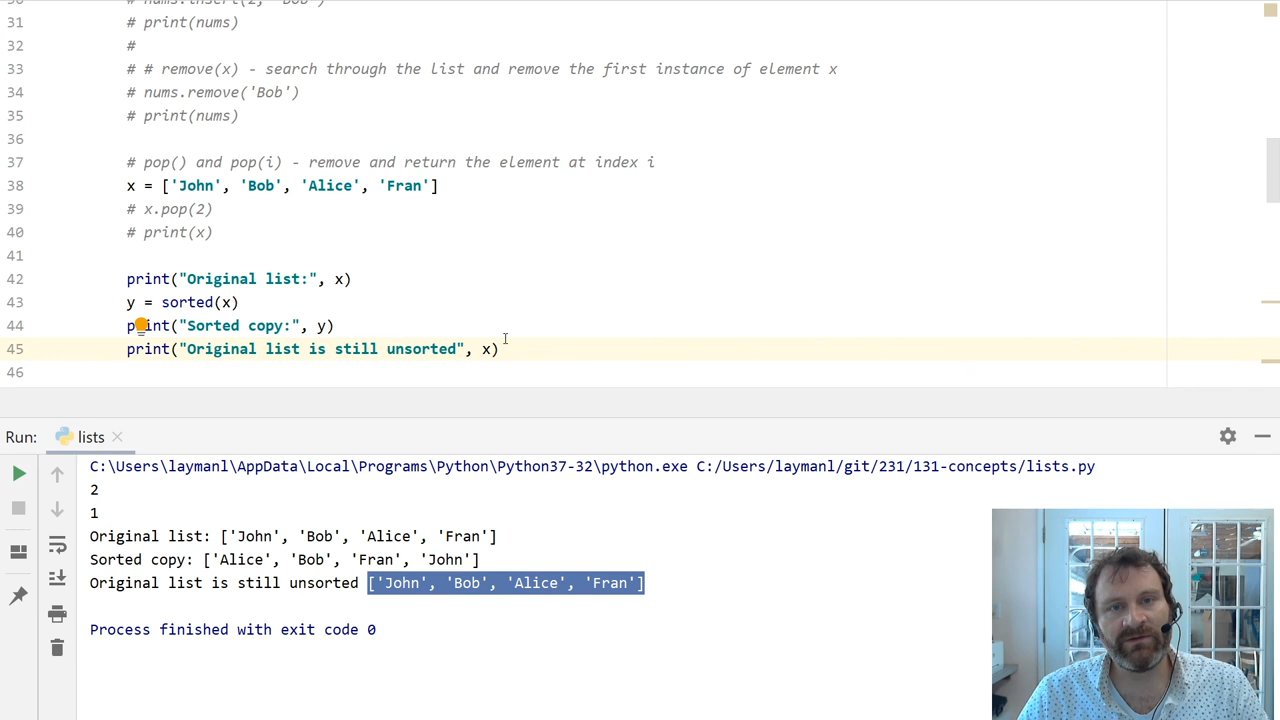 # nums.insert(2, 'Bob')
31 # print(nums)
32 #
33 # # remove(x) - search through the list and remove the first instance of element x
34 # nums.remove('Bob')
35 # print(nums)
36
37 # pop() and pop(i) - remove and return the element at index i
38 x = ['John', 'Bob', 'Alice', 'Fran']
39 # x.pop(2)
40 # print(x)
41
42 print("Original list:", x)
43 y = sorted(x)
44 print("Sorted copy:", y)
45 print("Original list is still unsorted", x)
46
Run: lists
C:\Users\laymanl\AppData\Local\Programs\Python\Python37-32\python.exe C:/Users/laymanl/git/231/131-concepts/lists.py
2
1
Original list: ['John', 'Bob', 'Alice', 'Fran']
Sorted copy: ['Alice', 'Bob', 'Fran', 'John']
Original list is still unsorted ['John', 'Bob', 'Alice', 'Fran']
Process finished with exit code 0